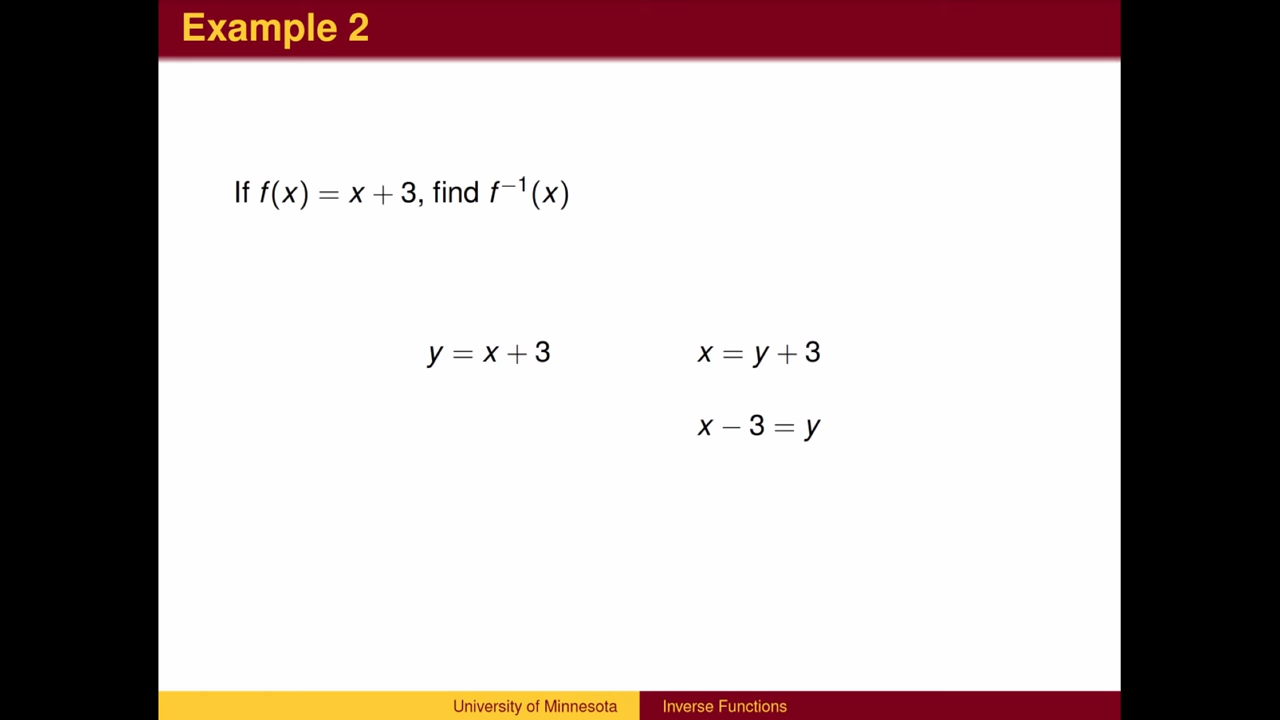 Example 2
If f(x) = x + 3, find f⁻¹(x)
y = x + 3 x = y + 3
x − 3 = y
University of Minnesota Inverse Functions